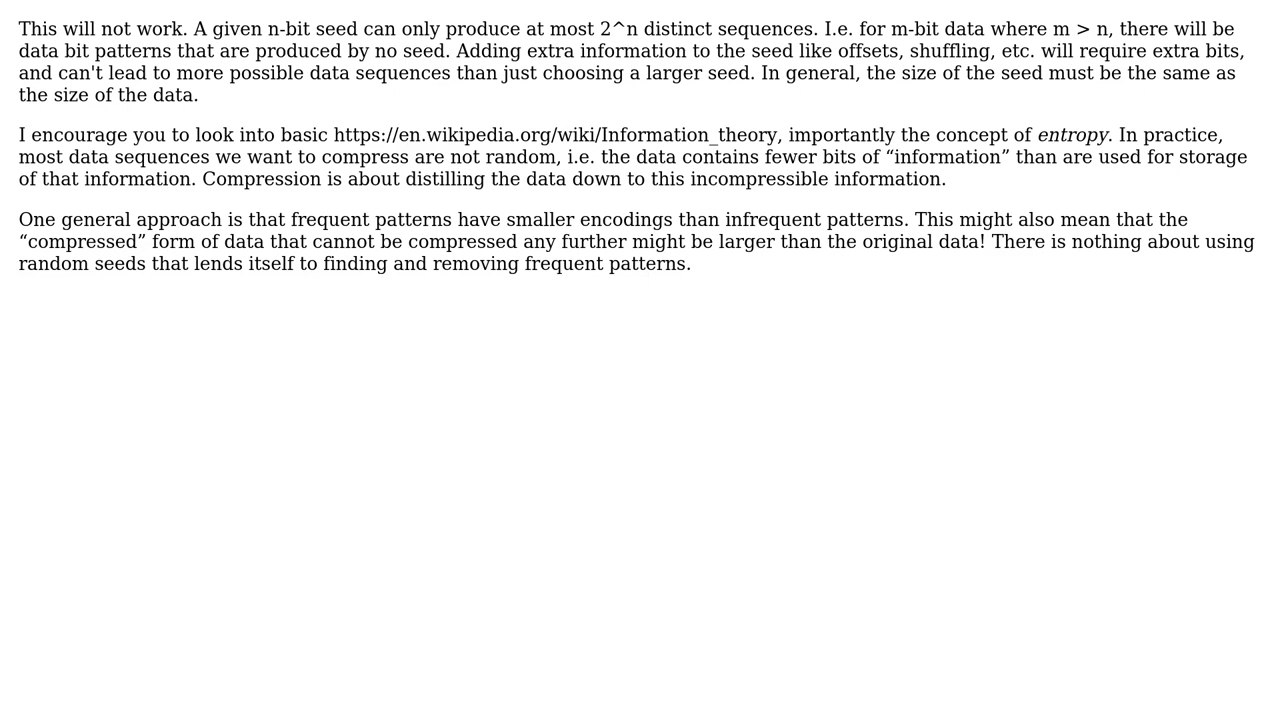 This will not work. A given n-bit seed can only produce at most 2^n distinct sequences. I.e. for m-bit data where m > n, there will be
data bit patterns that are produced by no seed. Adding extra information to the seed like offsets, shuffling, etc. will require extra bits,
and can't lead to more possible data sequences than just choosing a larger seed. In general, the size of the seed must be the same as
the size of the data.
I encourage you to look into basic https://en.wikipedia.org/wiki/Information_theory, importantly the concept of entropy. In practice,
most data sequences we want to compress are not random, i.e. the data contains fewer bits of “information” than are used for storage
of that information. Compression is about distilling the data down to this incompressible information.
One general approach is that frequent patterns have smaller encodings than infrequent patterns. This might also mean that the
“compressed” form of data that cannot be compressed any further might be larger than the original data! There is nothing about using
random seeds that lends itself to finding and removing frequent patterns.